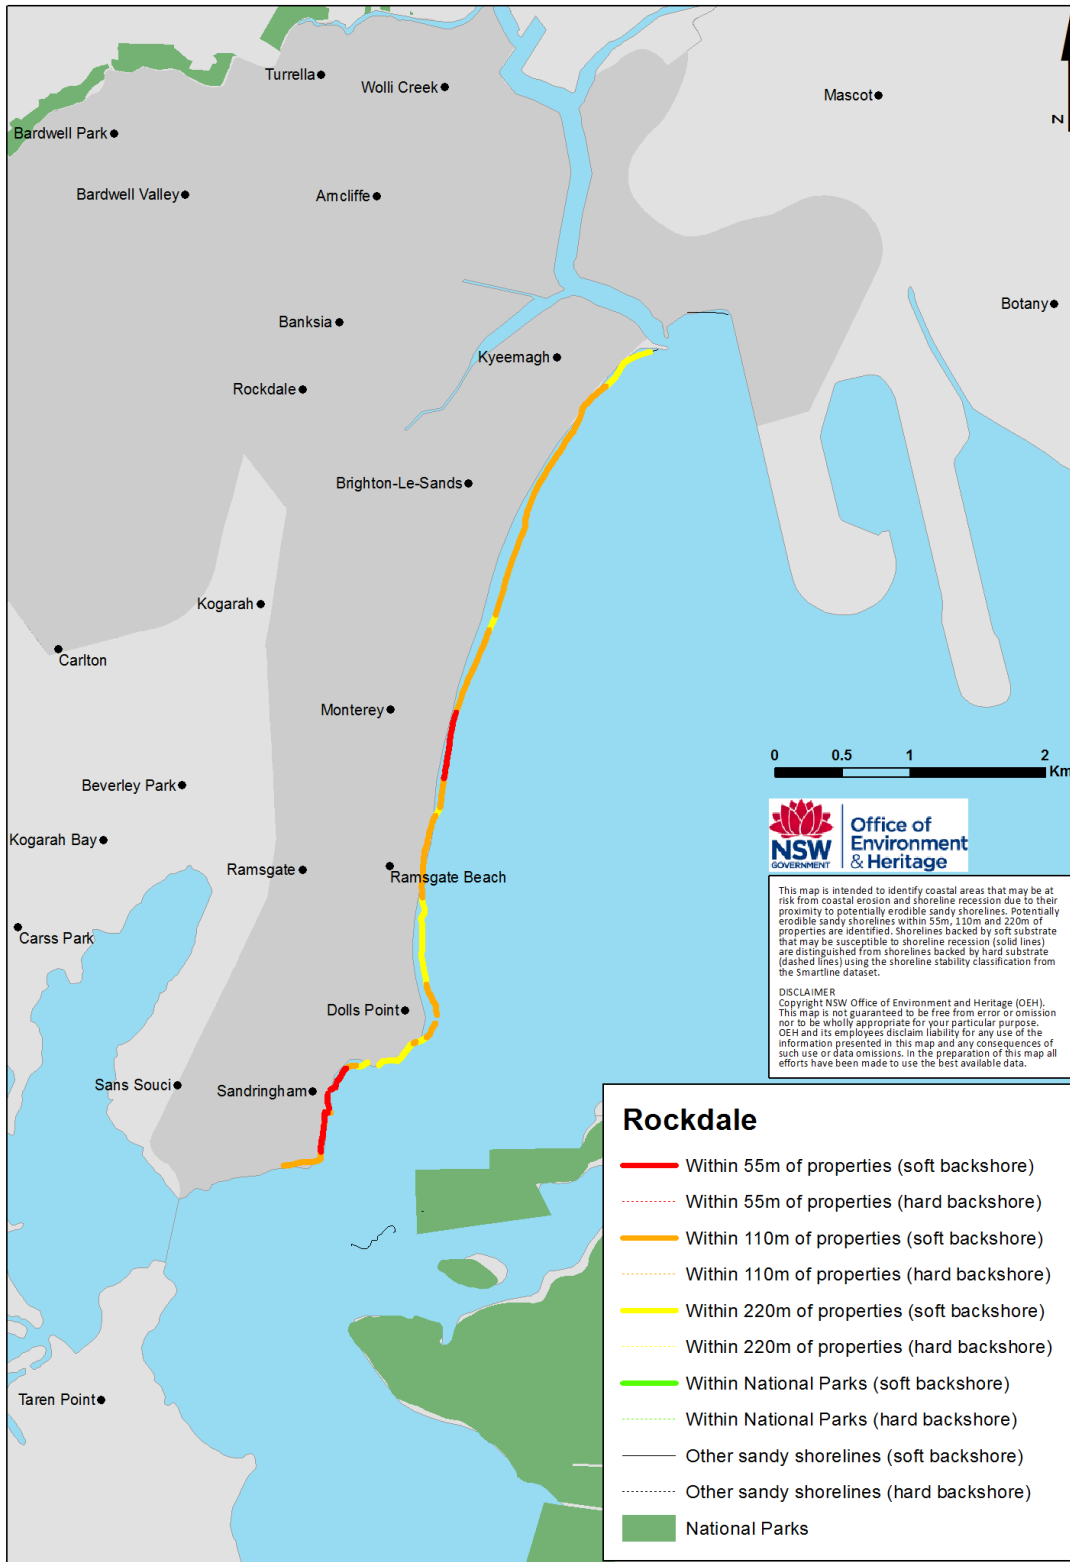 Turrella
Wolli Creek
Mascot
N
Bardwell Park
Bardwell Valley
Arncliffe
Botany
Banksia
Kyeemagh
Rockdale
Brighton-Le-Sands
Kogarah
Carlton
Monterey
0 0.5 1 2
Km
Beverley Park
Kogarah Bay
NSW
GOVERNMENT
Office of
Environment
& Heritage
Ramsgate
Ramsgate Beach
Carss Park
This map is intended to identify coastal areas that may be at
risk from coastal erosion and shoreline recession due to their
proximity to potentially erodible sandy shorelines. Potentially
erodible sandy shorelines within 55m, 110m and 220m of
properties are identified. Shorelines backed by soft substrate
that may be susceptible to shoreline recession (solid lines)
are distinguished from shorelines backed by hard substrate
(dashed lines) using the shoreline stability classification from
the Smartline dataset.
DISCLAIMER
Copyright NSW Office of Environment and Heritage (OEH).
This map is not guaranteed to be free from error or omission
nor to be wholly appropriate for your particular purpose.
OEH and its employees disclaim liability for any use of the
information presented in this map and any consequences of
such use or data omissions. In the preparation of this map all
efforts have been made to use the best available data.
Dolls Point
Sans Souci
Sandringham
Taren Point
Rockdale
Within 55m of properties (soft backshore)
Within 55m of properties (hard backshore)
Within 110m of properties (soft backshore)
Within 110m of properties (hard backshore)
Within 220m of properties (soft backshore)
Within 220m of properties (hard backshore)
Within National Parks (soft backshore)
Within National Parks (hard backshore)
Other sandy shorelines (soft backshore)
Other sandy shorelines (hard backshore)
National Parks